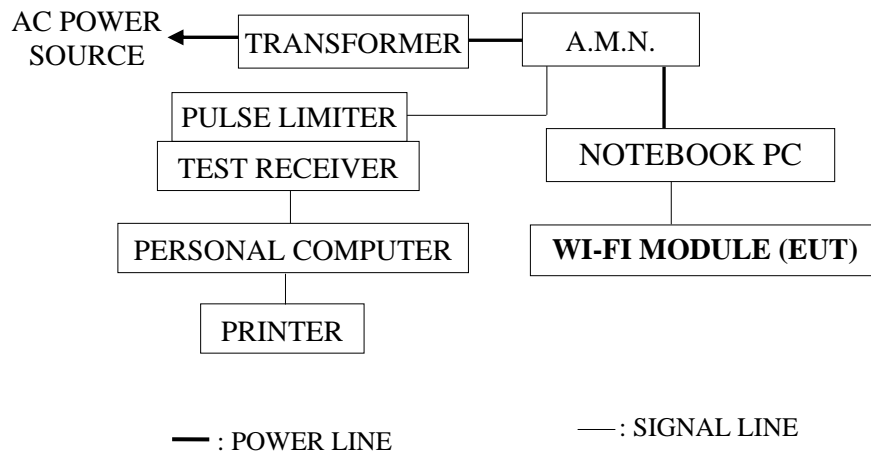 AC POWER
SOURCE
TRANSFORMER
A.M.N.
PULSE LIMITER
TEST RECEIVER
NOTEBOOK PC
PERSONAL COMPUTER
WI-FI MODULE (EUT)
PRINTER
: POWER LINE
: SIGNAL LINE